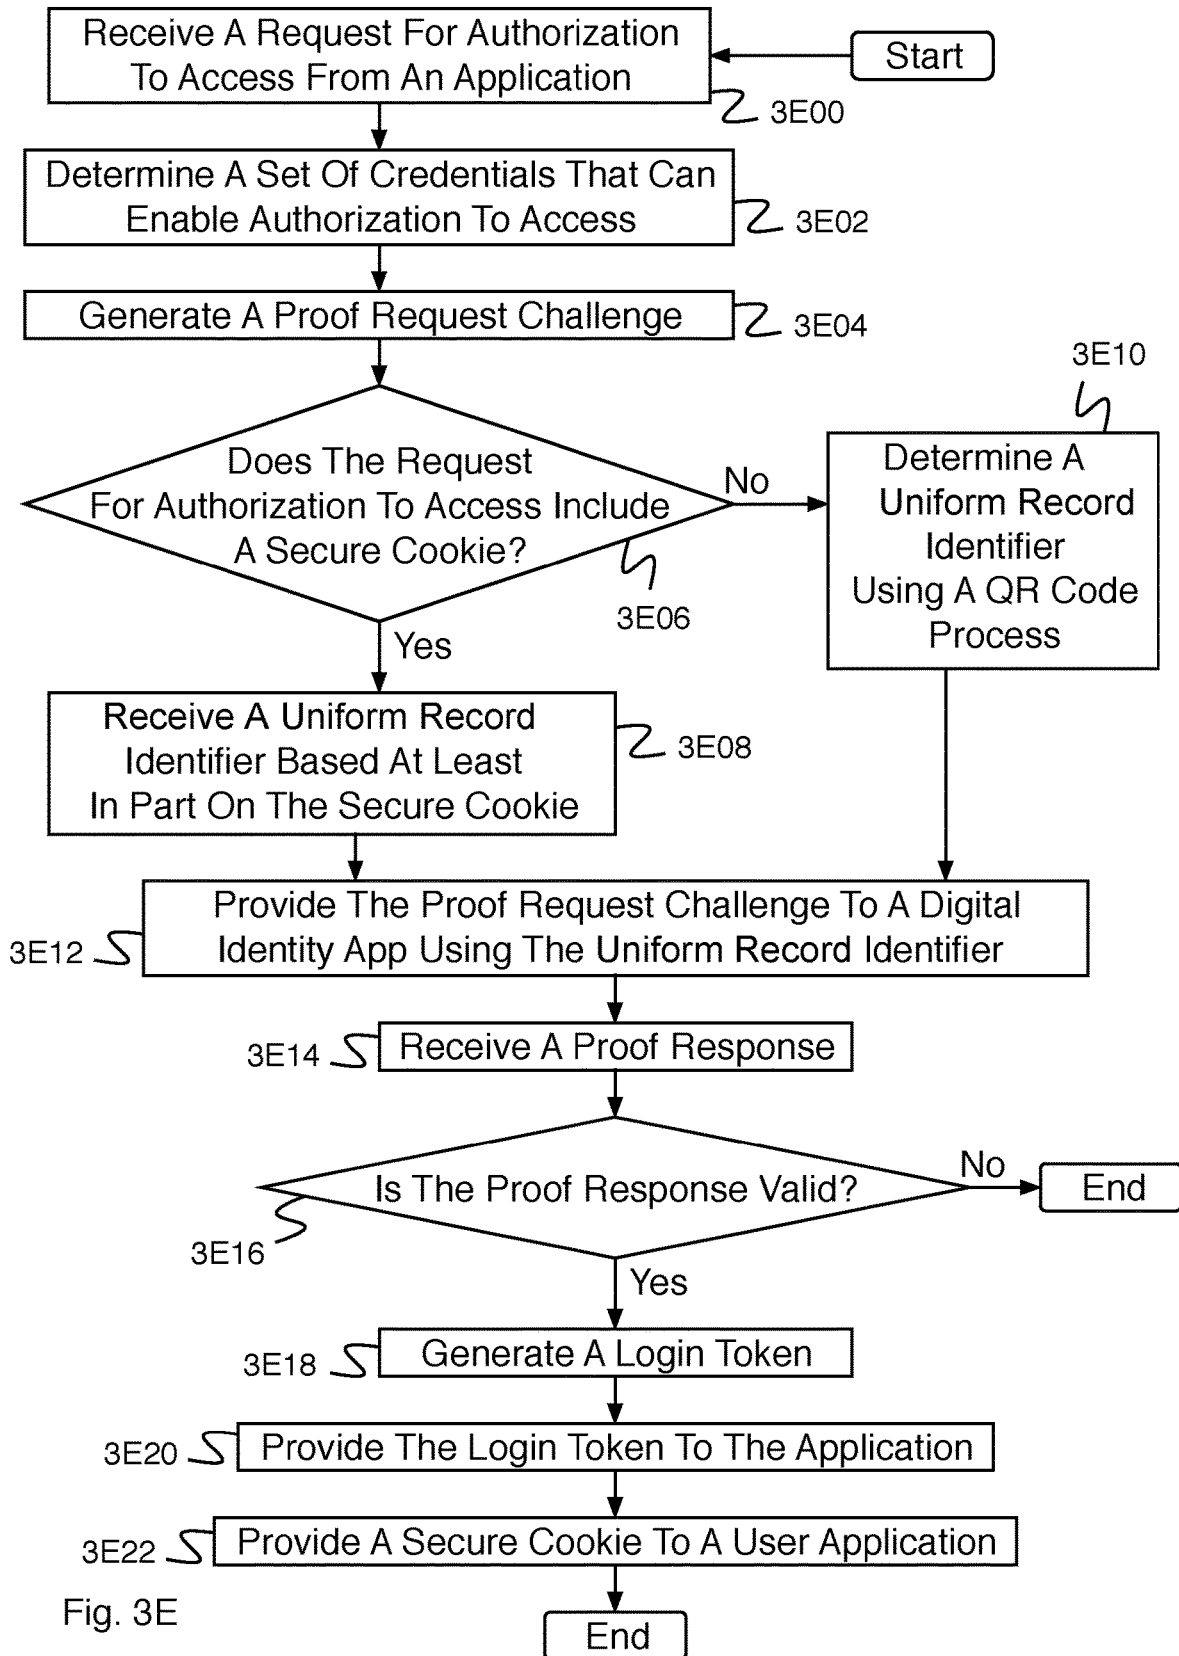 Receive A Request For Authorization
To Access From An Application
Start
3E00
Determine A Set Of Credentials That Can
Enable Authorization To Access
3E02
Generate A Proof Request Challenge
3E04
Does The Request
For Authorization To Access Include
A Secure Cookie?
3E06
No
3E10
Determine A
Uniform Record
Identifier
Using A QR Code
Process
Yes
Receive A Uniform Record
Identifier Based At Least
In Part On The Secure Cookie
3E08
Provide The Proof Request Challenge To A Digital
Identity App Using The Uniform Record Identifier
3E12
Receive A Proof Response
3E14
Is The Proof Response Valid?
3E16
No
End
Yes
Generate A Login Token
3E18
Provide The Login Token To The Application
3E20
Provide A Secure Cookie To A User Application
3E22
End
Fig. 3E